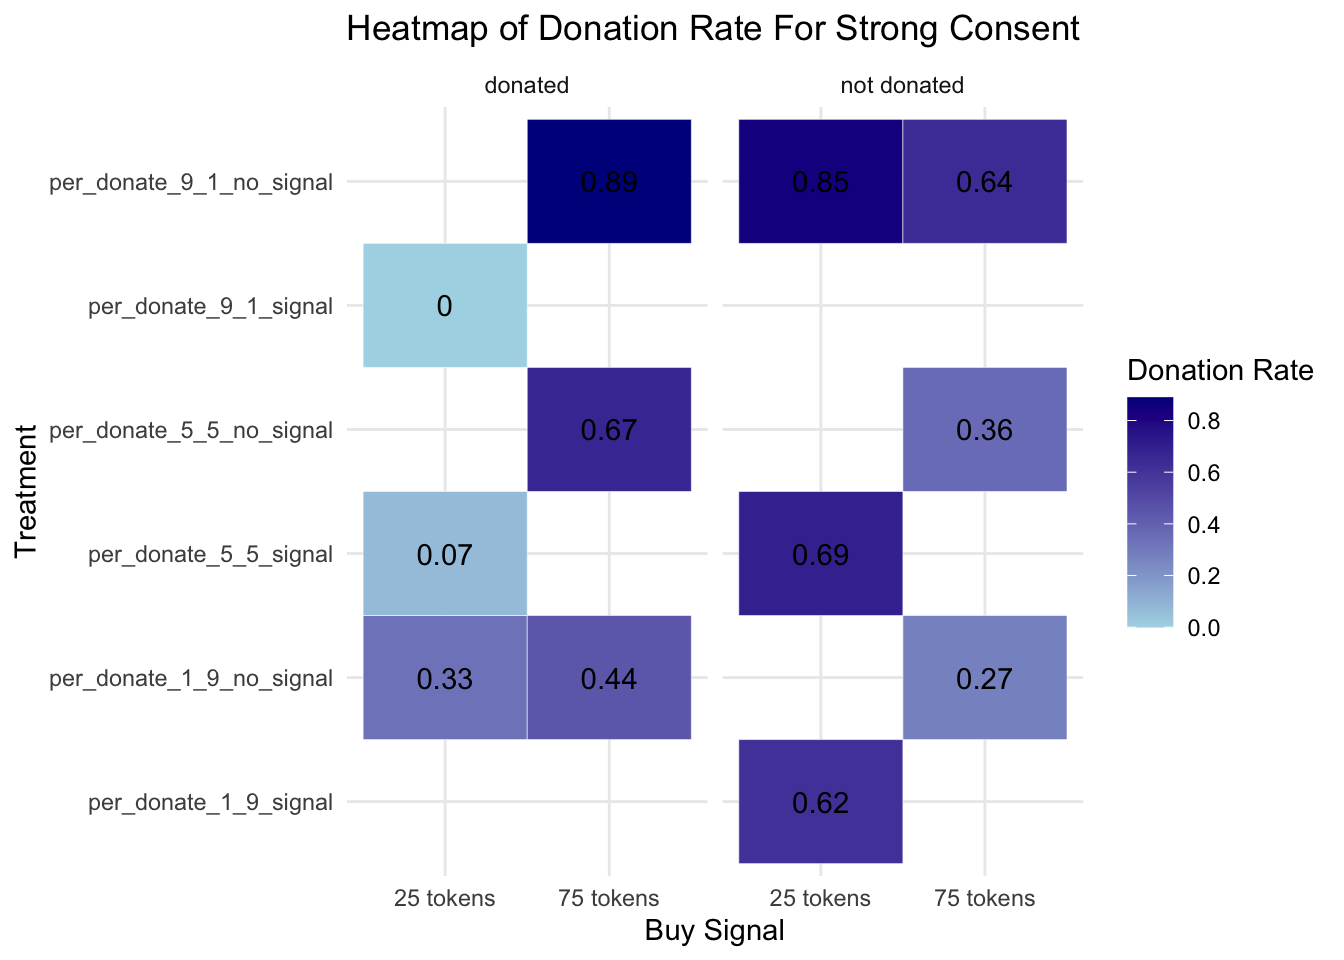 Heatmap of Donation Rate For Strong Consent
donated
not donated
per_donate_9_1_no_signal
0.89
0.85
0.64
per_donate_9_1_signal
0
per_donate_5_5_no_signal
0.67
0.36
per_donate_5_5_signal
0.07
0.69
per_donate_1_9_no_signal
0.33
0.44
0.27
per_donate_1_9_signal
0.62
Treatment
25 tokens
75 tokens
25 tokens
75 tokens
Buy Signal
Donation Rate
0.8
0.6
0.4
0.2
0.0